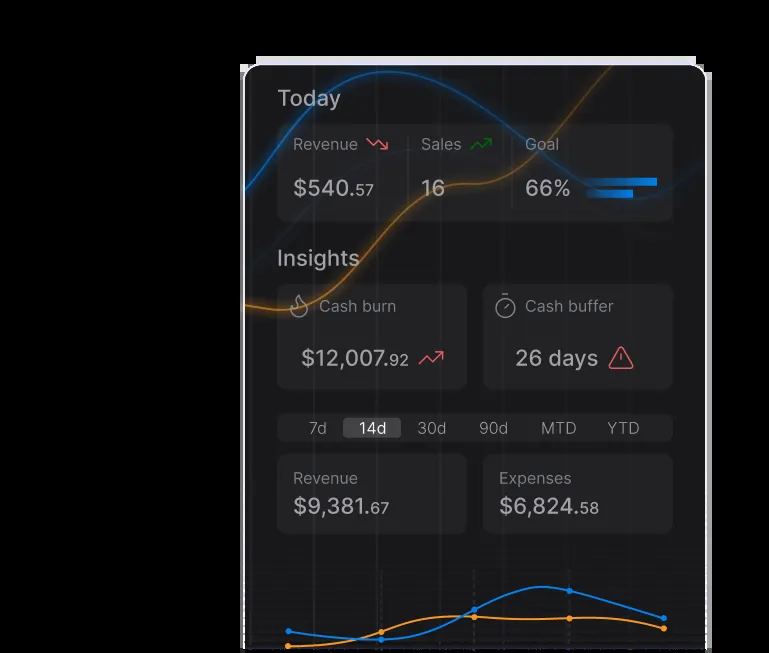 Today
Revenue Sales Goal
$540.57 16 66%
Insights
Cash burn Cash buffer
$12,007.92 26 days
7d 14d 30d 90d MTD YTD
Revenue Expenses
$9,381.67 $6,824.58